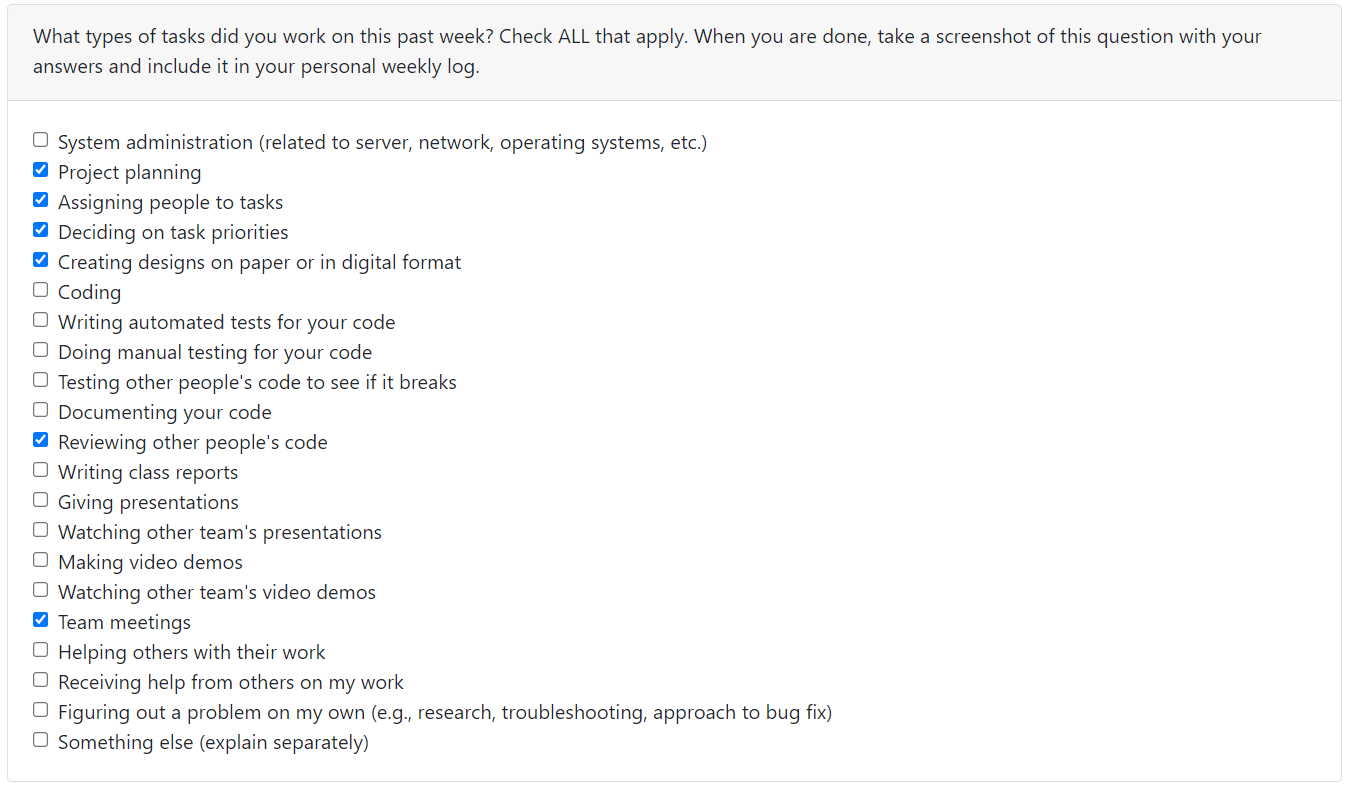 What types of tasks did you work on this past week? Check ALL that apply. When you are done, take a screenshot of this question with your
answers and include it in your personal weekly log.
System administration (related to server, network, operating systems, etc.)
Project planning
Assigning people to tasks
Deciding on task priorities
Creating designs on paper or in digital format
Coding
Writing automated tests for your code
Doing manual testing for your code
Testing other people's code to see if it breaks
Documenting your code
Reviewing other people's code
Writing class reports
Giving presentations
Watching other team's presentations
Making video demos
Watching other team's video demos
Team meetings
Helping others with their work
Receiving help from others on my work
Figuring out a problem on my own (e.g., research, troubleshooting, approach to bug fix)
Something else (explain separately)